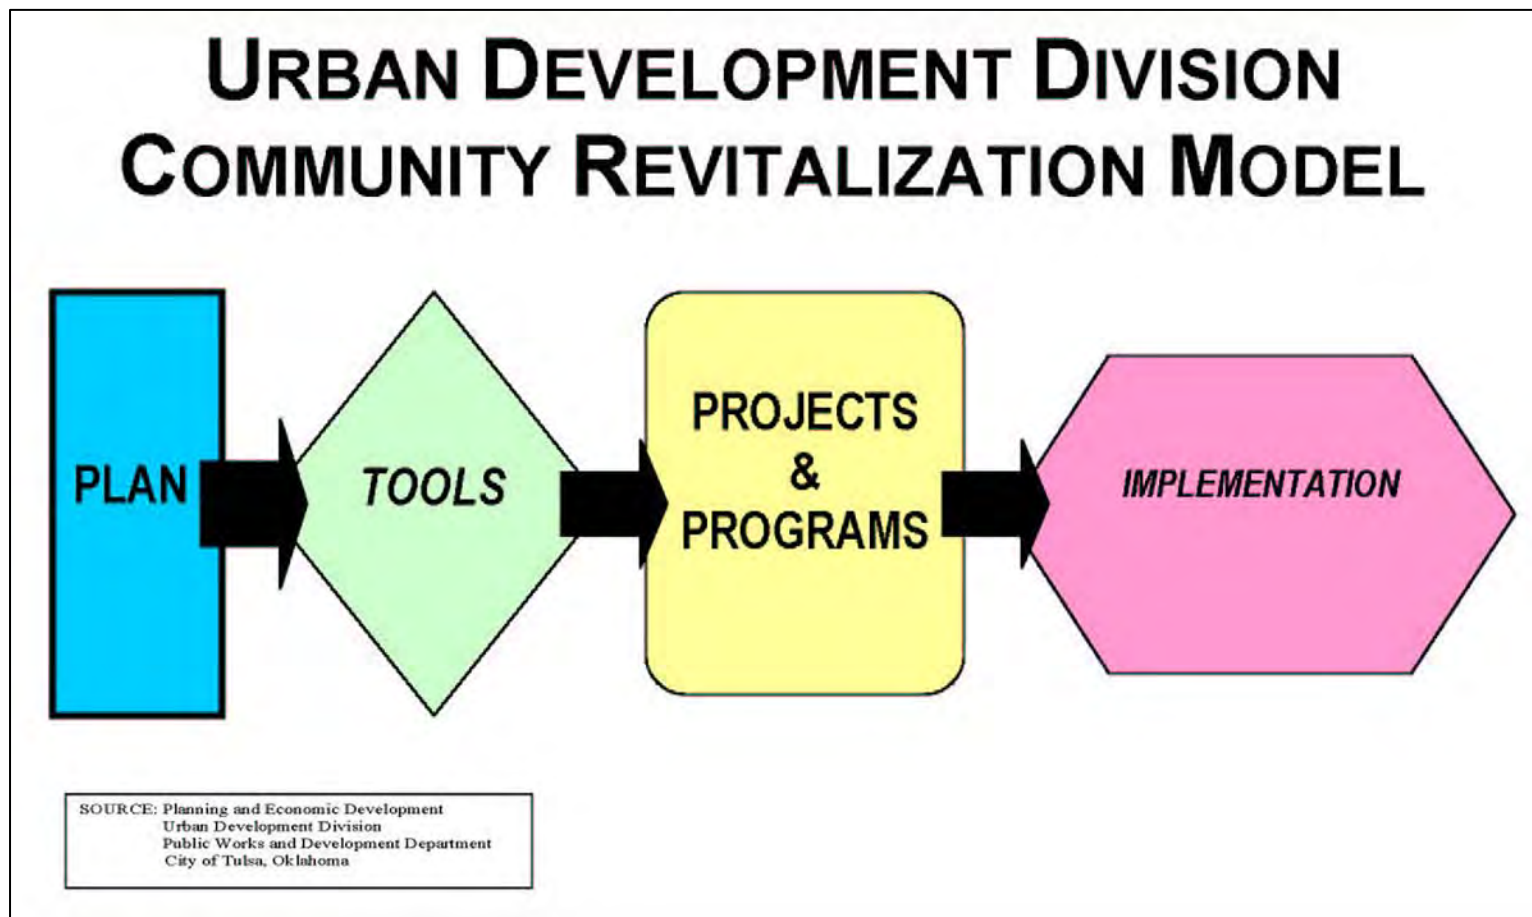 URBAN DEVELOPMENT DIVISION
COMMUNITY REVITALIZATION MODEL
PLAN
TOOLS
PROJECTS
&
PROGRAMS
IMPLEMENTATION
SOURCE: Planning and Economic Development
Urban Development Division
Public Works and Development Department
City of Tulsa, Oklahoma